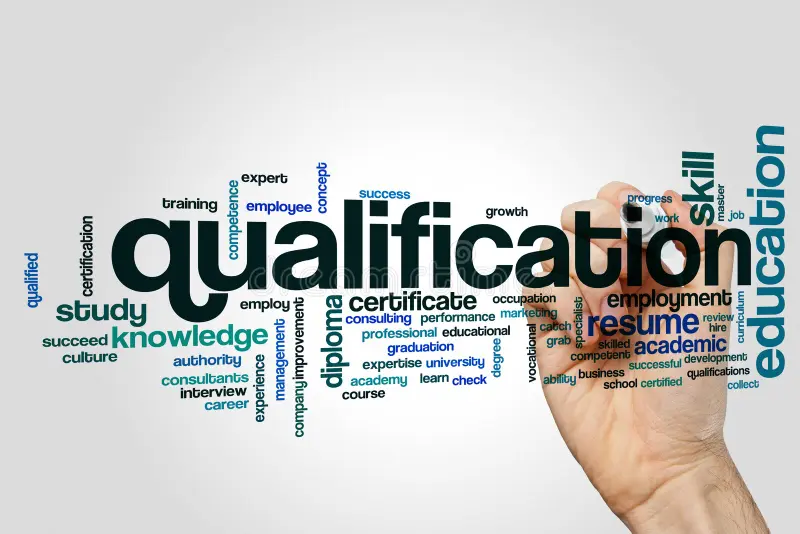 expert
concept
training
competence
employee
success
growth
progress
work
skill
master
job
education
qualification
qualified
certification
study
succeed
knowledge
culture
authority
consultants
interview
career
employ
experience
management
improvement
company
diploma
certificate
consulting
performance
professional
educational
graduation
expertise
university
academy
learn
check
course
degree
occupation
marketing
catch
grab
specialist
vocational
ability
employment
resume
review
hire
curriculum
skilled
academic
competent
successful
development
business
qualifications
school
certified
collect